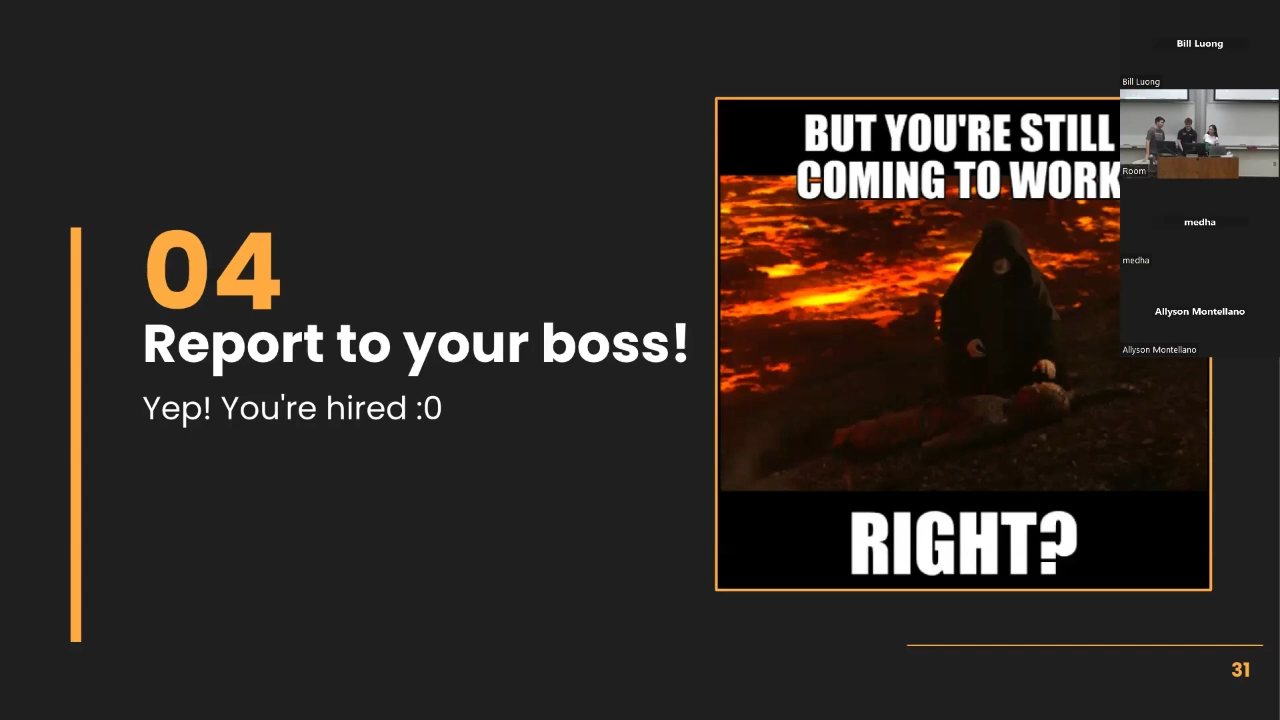 04
Report to your boss!
Yep! You're hired :0
BUT YOU'RE STILL
COMING TO WORK
RIGHT?
31
Bill Luong
Bill Luong
Room
medha
medha
Allyson Montellano
Allyson Montellano